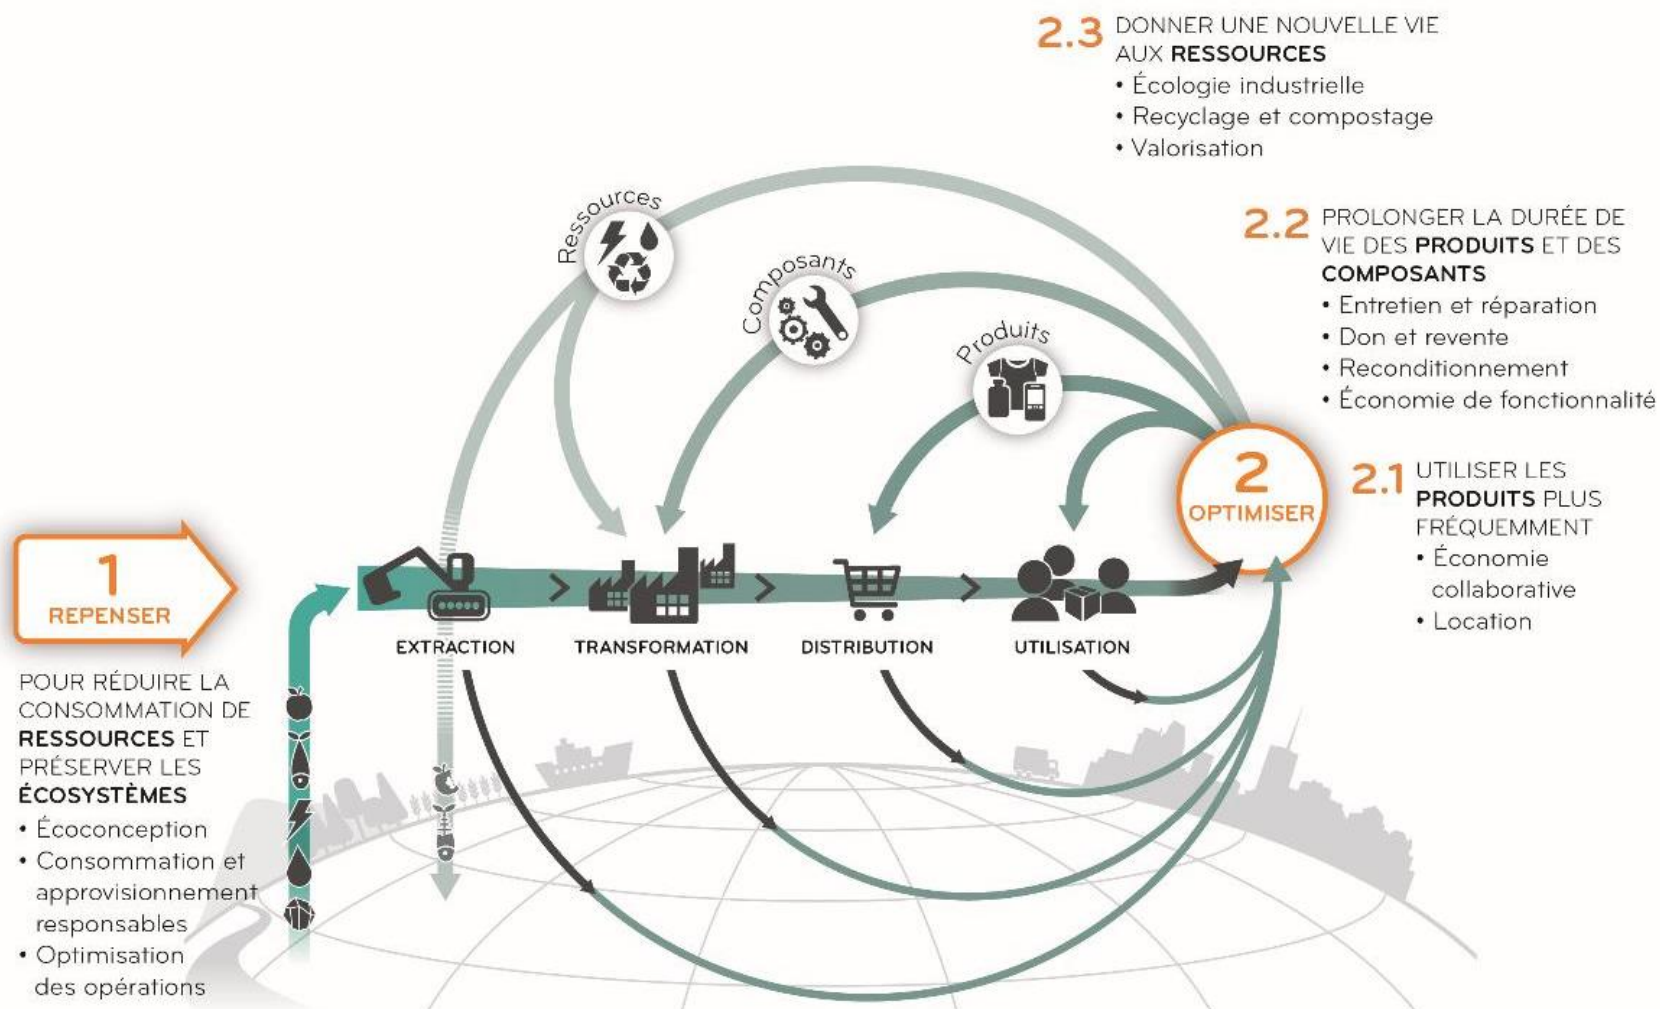 2.3 DONNER UNE NOUVELLE VIE
AUX RESSOURCES
• Écologie industrielle
• Recyclage et compostage
• Valorisation
2.2 PROLONGER LA DURÉE DE
VIE DES PRODUITS ET DES
COMPOSANTS
• Entretien et réparation
• Don et revente
• Reconditionnement
• Économie de fonctionnalité
2.1 UTILISER LES
PRODUITS PLUS
FRÉQUEMMENT
• Économie
collaborative
• Location
Ressources
Composants
Produits
2
OPTIMISER
1
REPENSER
EXTRACTION
TRANSFORMATION
DISTRIBUTION
UTILISATION
POUR RÉDUIRE LA
CONSOMMATION DE
RESSOURCES ET
PRÉSERVER LES
ÉCOSYSTÈMES
• Écoconception
• Consommation et
approvisionnement
responsables
• Optimisation
des opérations